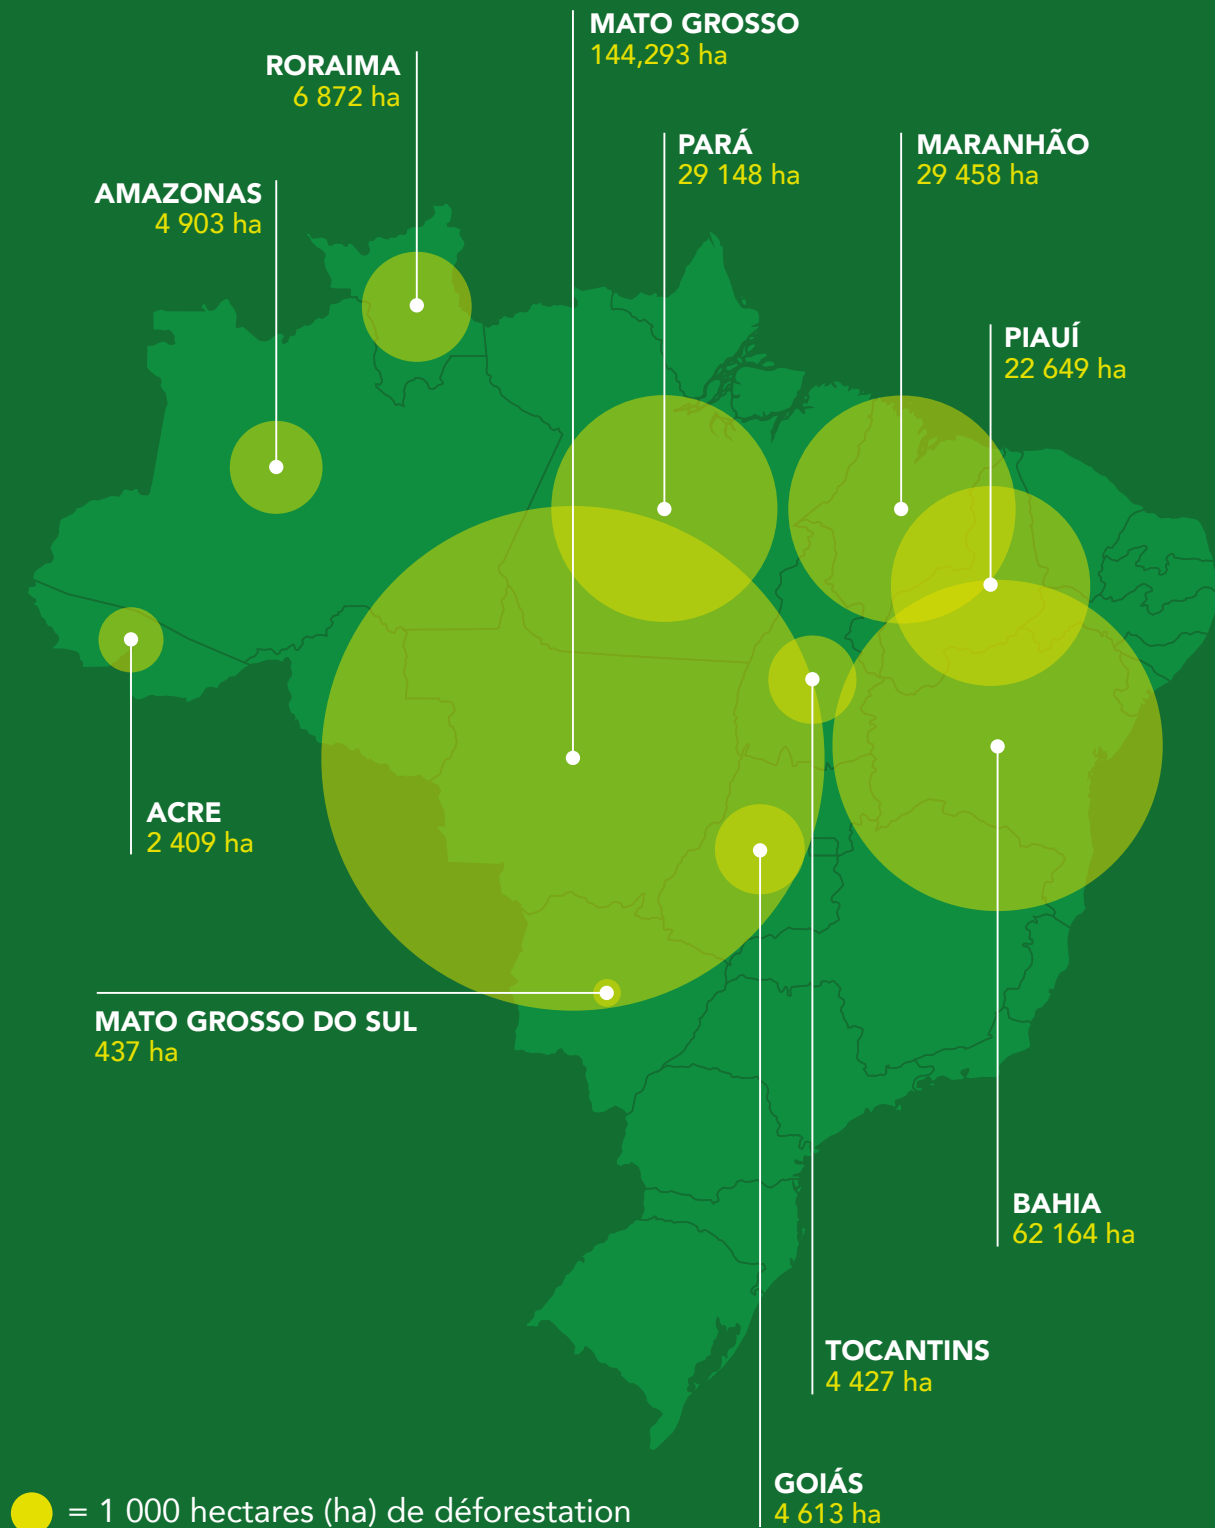 MATO GROSSO
144,293 ha
RORAIMA
6 872 ha
PARÁ
29 148 ha
MARANHÃO
29 458 ha
AMAZONAS
4 903 ha
PIAUÍ
22 649 ha
ACRE
2 409 ha
MATO GROSSO DO SUL
437 ha
BAHIA
62 164 ha
TOCANTINS
4 427 ha
GOIÁS
4 613 ha
= 1 000 hectares (ha) de déforestation